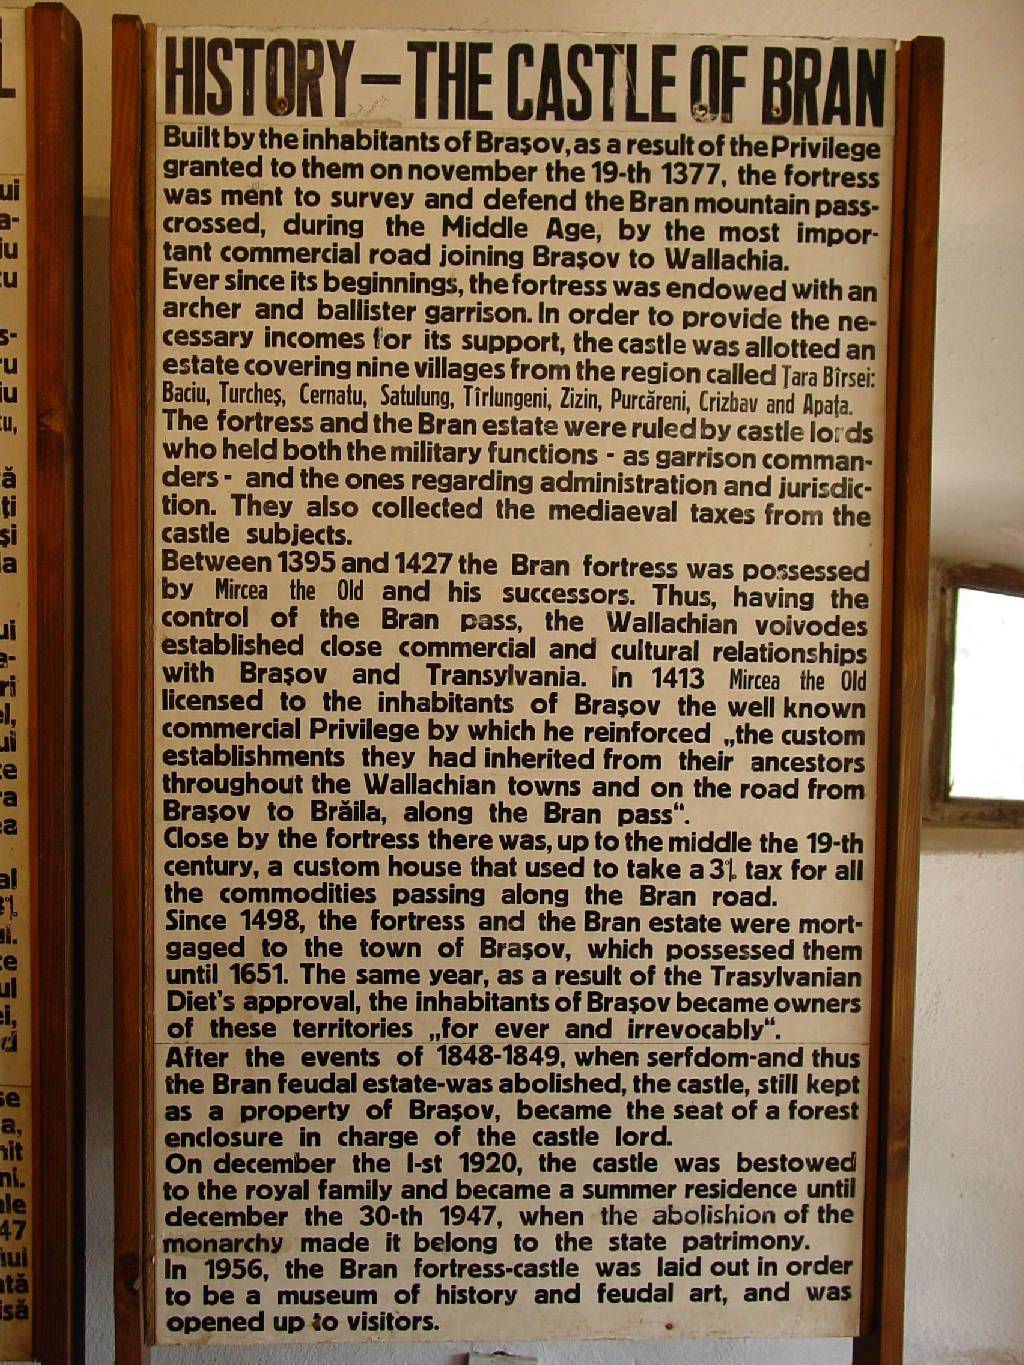 HISTORY – THE CASTLE OF BRAN
Built by the inhabitants of Brașov, as a result of the Privilege
granted to them on november the 19-th 1377, the fortress
was ment to survey and defend the Bran mountain pass-
crossed, during the Middle Age, by the most impor-
tant commercial road joining Brașov to Wallachia.
Ever since its beginnings, the fortress was endowed with an
archer and ballister garrison. In order to provide the ne-
cessary incomes for its support, the castle was allotted an
estate covering nine villages from the region called Țara Bîrsei:
Baciu, Turcheș, Cernatu, Satulung, Tîrlungeni, Zizin, Purcăreni, Crizbav and Apața.
The fortress and the Bran estate were ruled by castle lords
who held both the military functions - as garrison comman-
ders - and the ones regarding administration and jurisdic-
tion. They also collected the mediaeval taxes from the
castle subjects.
Between 1395 and 1427 the Bran fortress was possessed
by Mircea the Old and his successors. Thus, having the
control of the Bran pass, the Wallachian voivodes
established close commercial and cultural relationships
with Brașov and Transylvania. In 1413 Mircea the Old
licensed to the inhabitants of Brașov the well known
commercial Privilege by which he reinforced „the custom
establishments they had inherited from their ancestors
throughout the Wallachian towns and on the road from
Brașov to Brăila, along the Bran pass“.
Close by the fortress there was, up to the middle the 19-th
century, a custom house that used to take a 3% tax for all
the commodities passing along the Bran road.
Since 1498, the fortress and the Bran estate were mort-
gaged to the town of Brașov, which possessed them
until 1651. The same year, as a result of the Trasylvanian
Diet's approval, the inhabitants of Brașov became owners
of these territories „for ever and irrevocably“.
After the events of 1848-1849, when serfdom-and thus
the Bran feudal estate-was abolished, the castle, still kept
as a property of Brașov, became the seat of a forest
enclosure in charge of the castle lord.
On december the I-st 1920, the castle was bestowed
to the royal family and became a summer residence until
december the 30-th 1947, when the abolishion of the
monarchy made it belong to the state patrimony.
In 1956, the Bran fortress-castle was laid out in order
to be a museum of history and feudal art, and was
opened up to visitors.